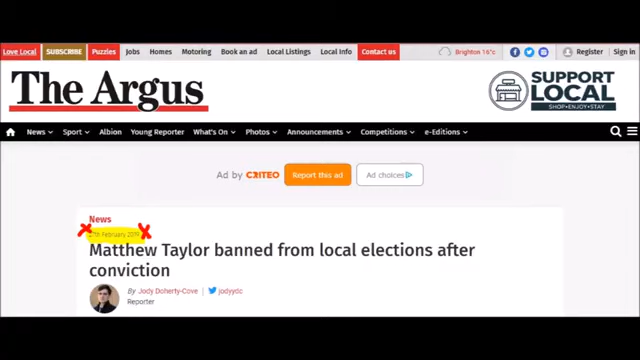 Love Local SUBSCRIBE Puzzles Jobs Homes Motoring Book an ad Local Listings Local Info Contact us Brighton 16°c Register Sign in
The Argus
SUPPORT
LOCAL
SHOP • ENJOY • STAY
News Sport Albion Young Reporter What's On Photos Announcements Competitions e-Editions
Ad by CRITEO Report this ad Ad choices
News
7th February 2019
Matthew Taylor banned from local elections after
conviction
By Jody Doherty-Cove jodyydc
Reporter